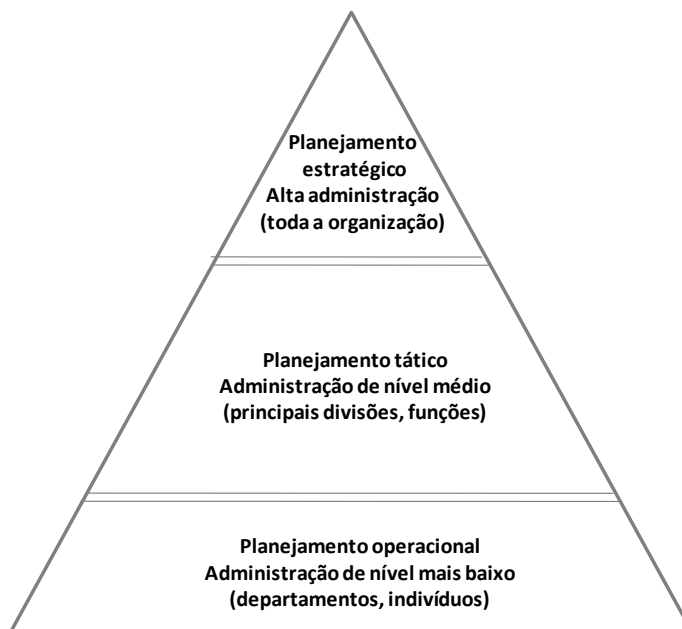 Planejamento
estratégico
Alta administração
(toda a organização)
Planejamento tático
Administração de nível médio
(principais divisões, funções)
Planejamento operacional
Administração de nível mais baixo
(departamentos, indivíduos)